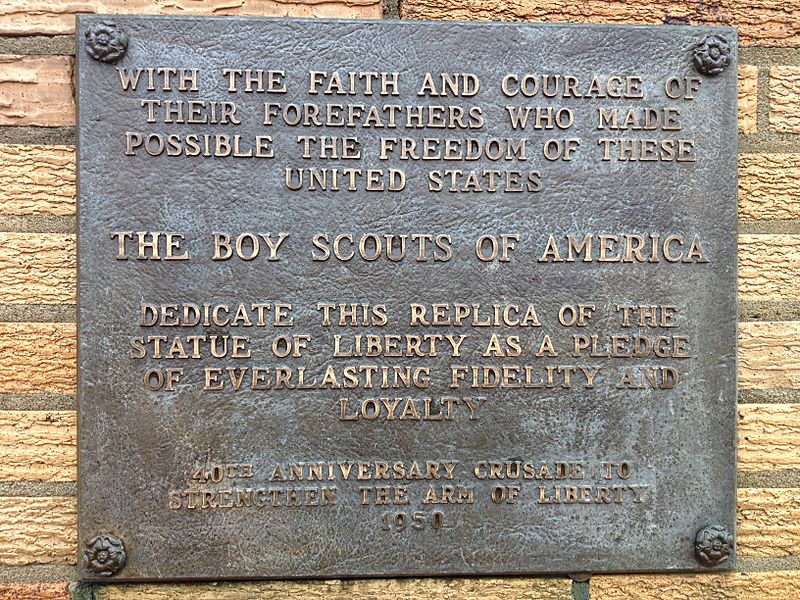 WITH THE FAITH AND COURAGE OF
THEIR FOREFATHERS WHO MADE
POSSIBLE THE FREEDOM OF THESE
UNITED STATES
THE BOY SCOUTS OF AMERICA
DEDICATE THIS REPLICA OF THE
STATUE OF LIBERTY AS A PLEDGE
OF EVERLASTING FIDELITY AND
LOYALTY
40TH ANNIVERSARY CRUSADE TO
STRENGTHEN THE ARM OF LIBERTY
1950